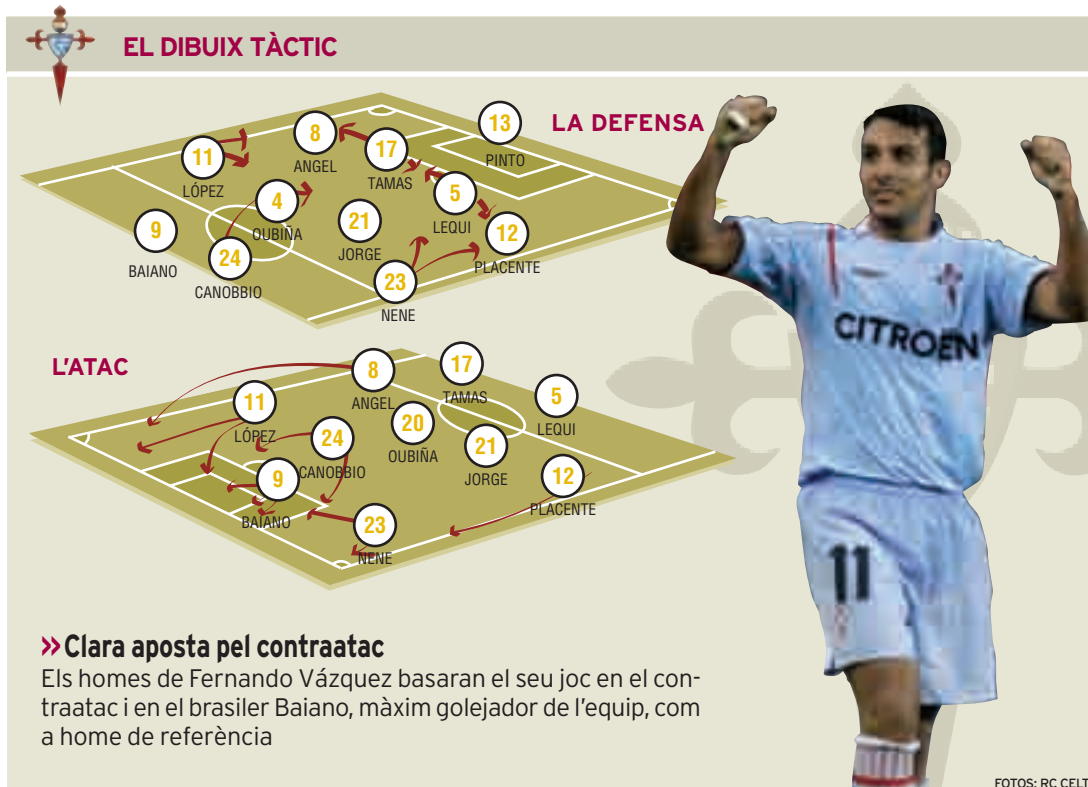 EL DIBUIX TÀCTIC
LA DEFENSA
13
PINTO
8
ANGEL
17
TAMAS
11
LÓPEZ
5
LEQUI
4
OUBIÑA
21
JORGE
12
PLACENTE
9
BAIANO
24
CANOBBIO
23
NENE
L'ATAC
8
ANGEL
17
TAMAS
5
LEQUI
11
LÓPEZ
20
OUBIÑA
24
CANOBBIO
21
JORGE
9
BAIANO
12
PLACENTE
23
NENE
CITROËN
11
»Clara aposta pel contraatac
Els homes de Fernando Vázquez basaran el seu joc en el con-
traatac i en el brasiler Baiano, màxim golejador de l'equip, com
a home de referència
FOTOS: RC CELT